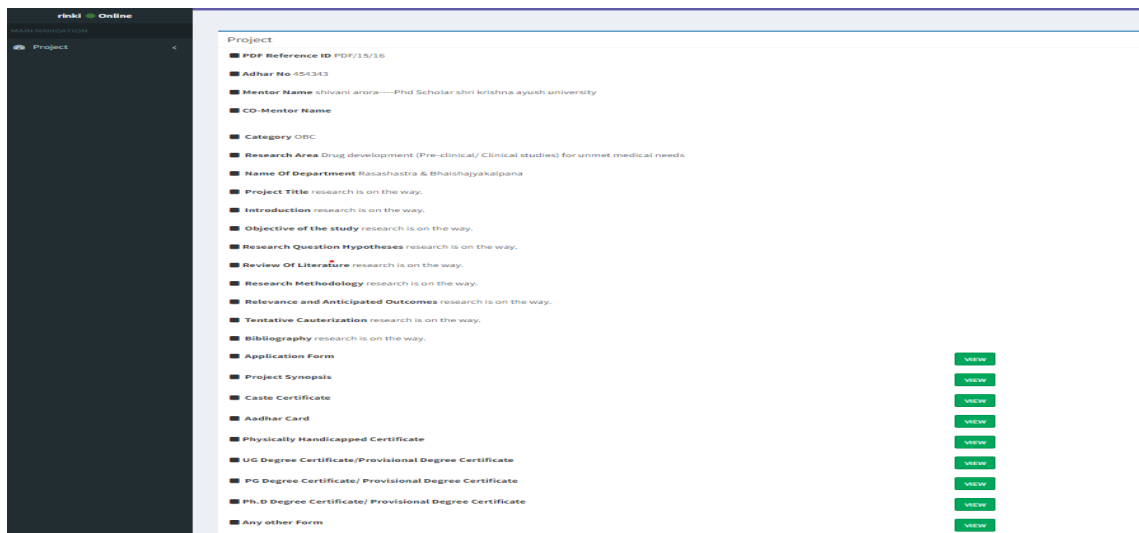 rinki Online
MAIN NAVIGATION
Project <
Project
PDF Reference ID PDF/15/16
Adhar No 454343
Mentor Name shivani arora----Phd Scholar shri krishna ayush university
CO-Mentor Name
Category OBC
Research Area Drug development (Pre-clinical/ Clinical studies) for unmet medical needs
Name Of Department Rasashastra & Bhaishajyakalpana
Project Title research is on the way.
Introduction research is on the way.
Objective of the study research is on the way.
Research Question Hypotheses research is on the way.
Review Of Literature research is on the way.
Research Methodology research is on the way.
Relevance and Anticipated Outcomes research is on the way.
Tentative Cauterization research is on the way.
Bibliography research is on the way.
Application Form VIEW
Project Synopsis VIEW
Caste Certificate VIEW
Aadhar Card VIEW
Physically Handicapped Certificate VIEW
UG Degree Certificate/Provisional Degree Certificate VIEW
PG Degree Certificate/ Provisional Degree Certificate VIEW
Ph.D Degree Certificate/ Provisional Degree Certificate VIEW
Any other Form VIEW